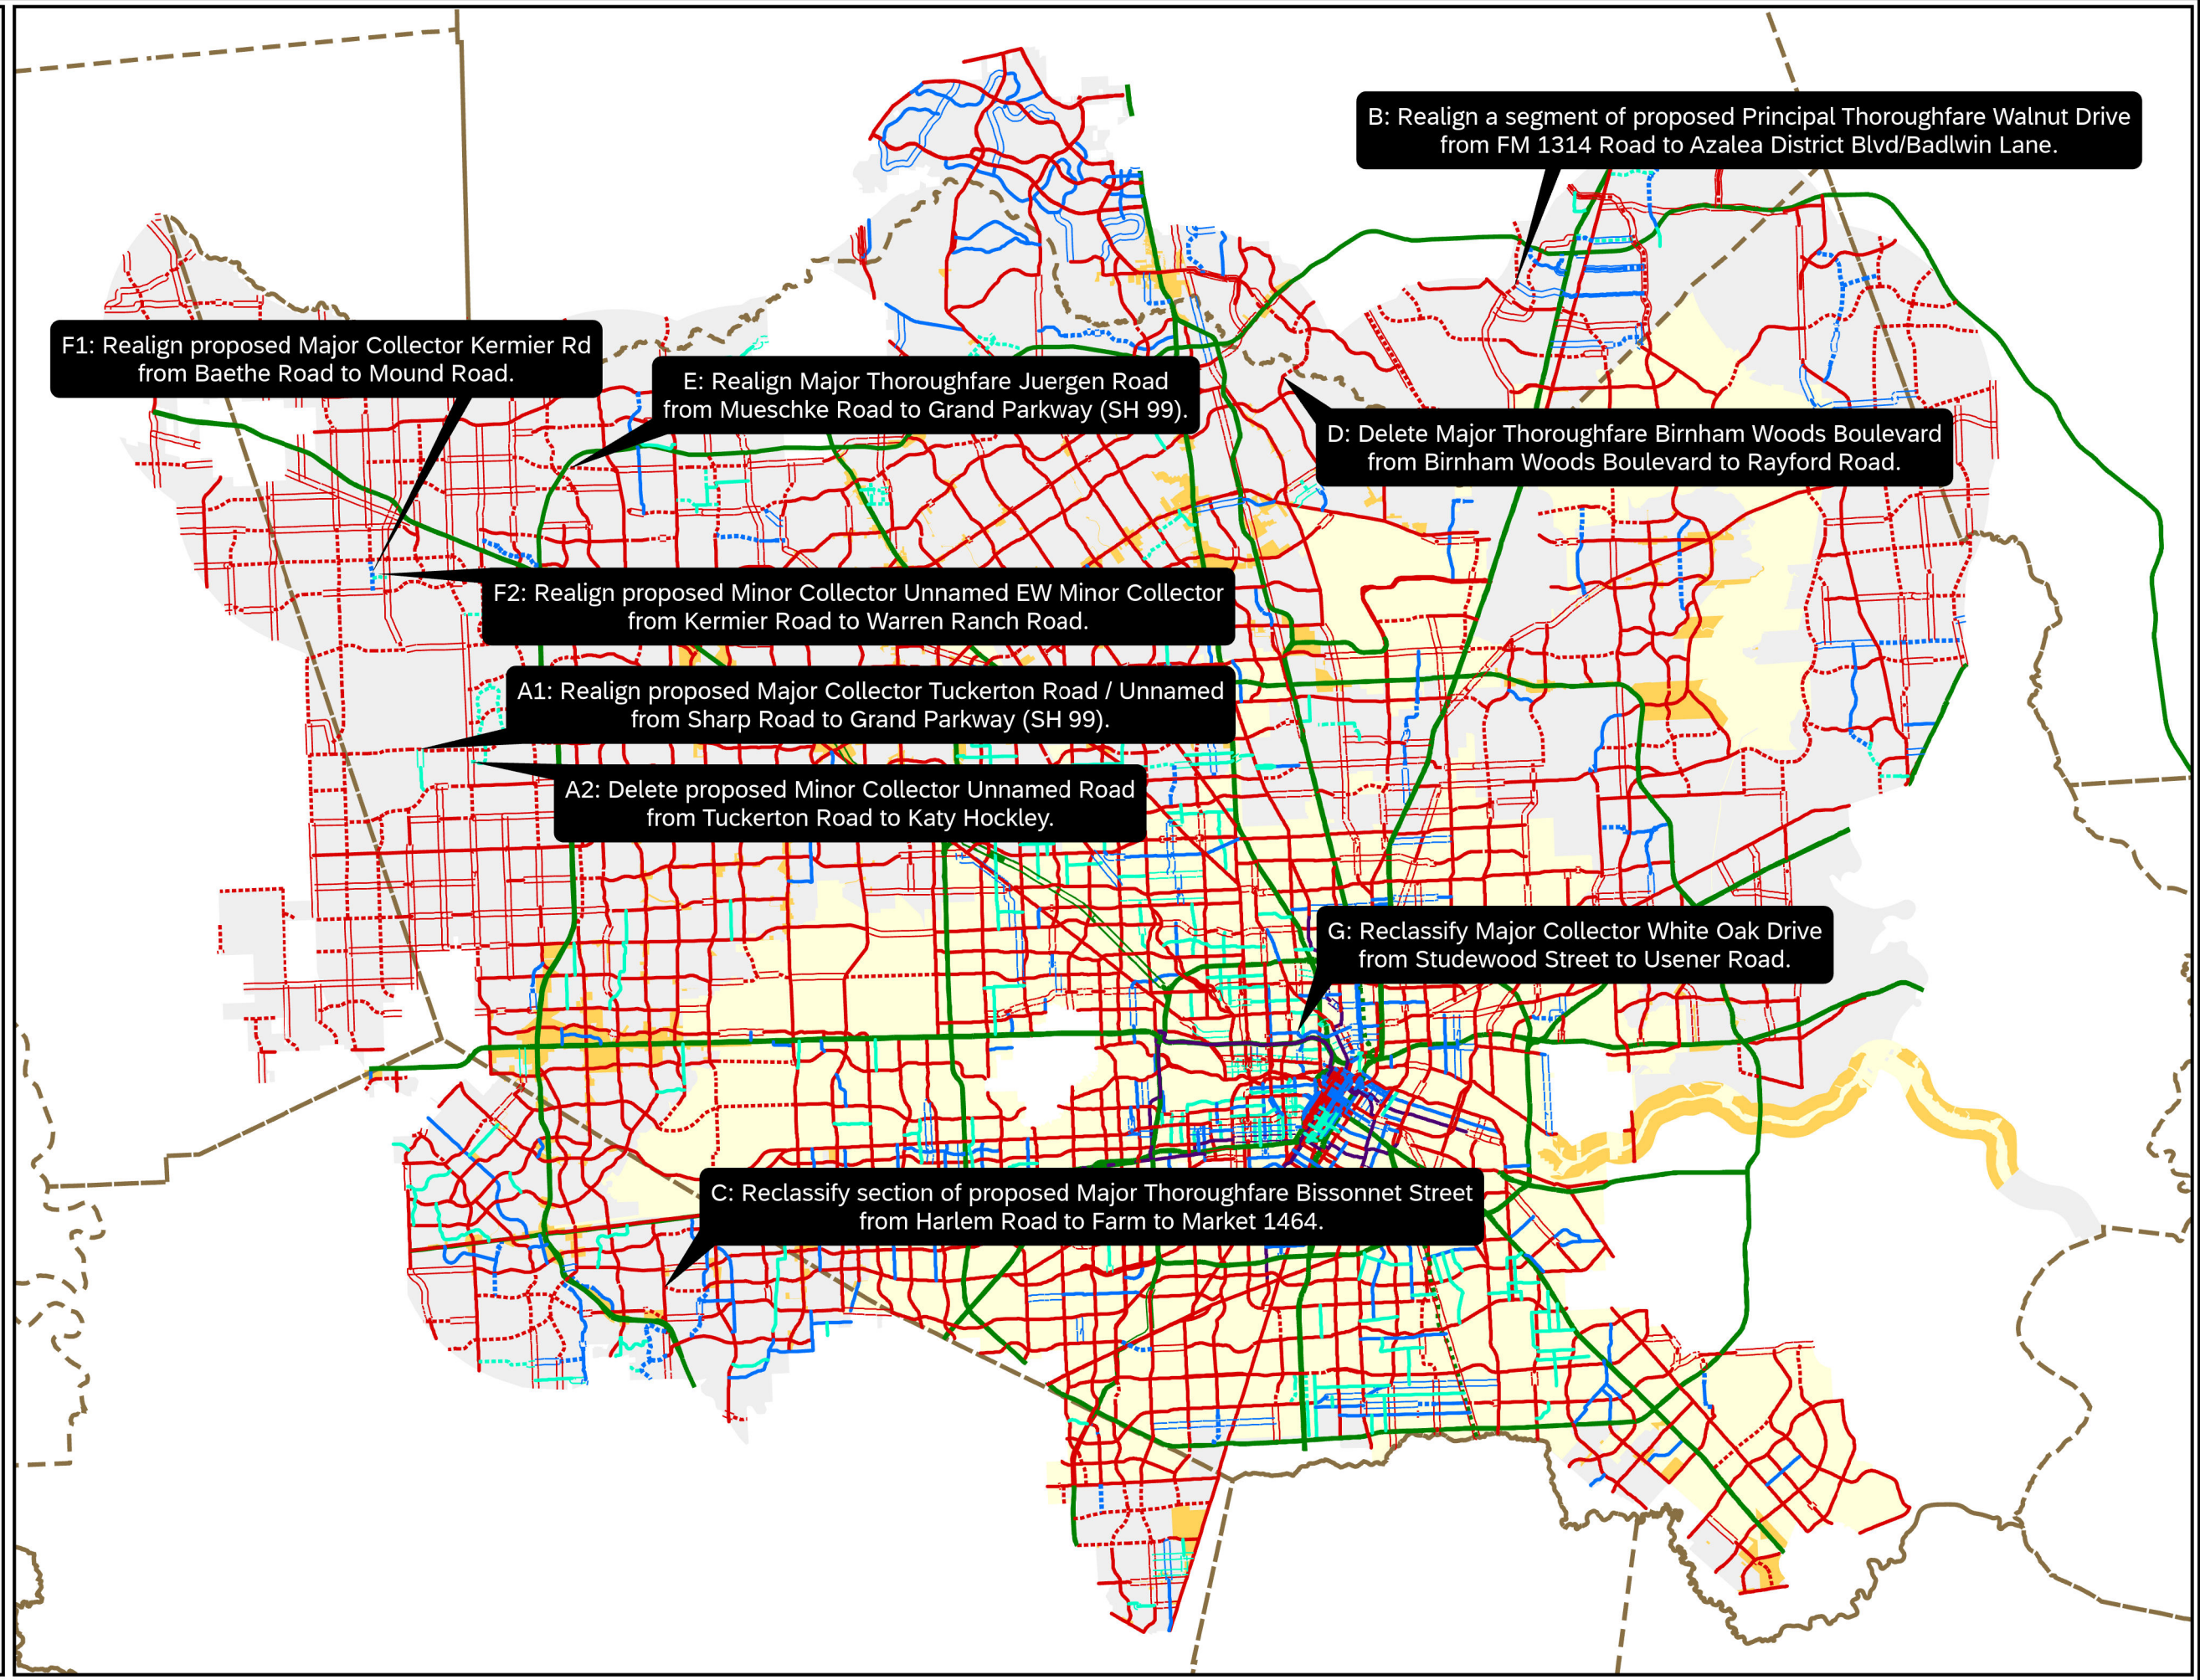 B: Realign a segment of proposed Principal Thoroughfare Walnut Drive
from FM 1314 Road to Azalea District Blvd/Badlwin Lane.
F1: Realign proposed Major Collector Kermier Rd
from Baethe Road to Mound Road.
E: Realign Major Thoroughfare Juergen Road
from Mueschke Road to Grand Parkway (SH 99).
D: Delete Major Thoroughfare Birnham Woods Boulevard
from Birnham Woods Boulevard to Rayford Road.
F2: Realign proposed Minor Collector Unnamed EW Minor Collector
from Kermier Road to Warren Ranch Road.
A1: Realign proposed Major Collector Tuckerton Road / Unnamed
from Sharp Road to Grand Parkway (SH 99).
A2: Delete proposed Minor Collector Unnamed Road
from Tuckerton Road to Katy Hockley.
G: Reclassify Major Collector White Oak Drive
from Studewood Street to Usener Road.
C: Reclassify section of proposed Major Thoroughfare Bissonnet Street
from Harlem Road to Farm to Market 1464.